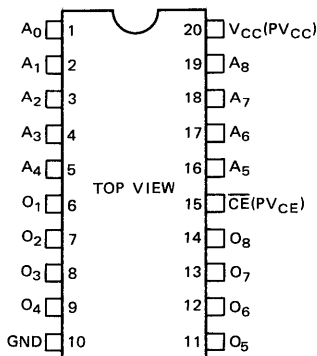 A0 1 20 VCC(PVCC)
A1 2 19 A8
A2 3 18 A7
A3 4 17 A6
A4 5 16 A5
TOP VIEW
O1 6 15 CE(PVCE)
O2 7 14 O8
O3 8 13 O7
O4 9 12 O6
GND 10 11 O5